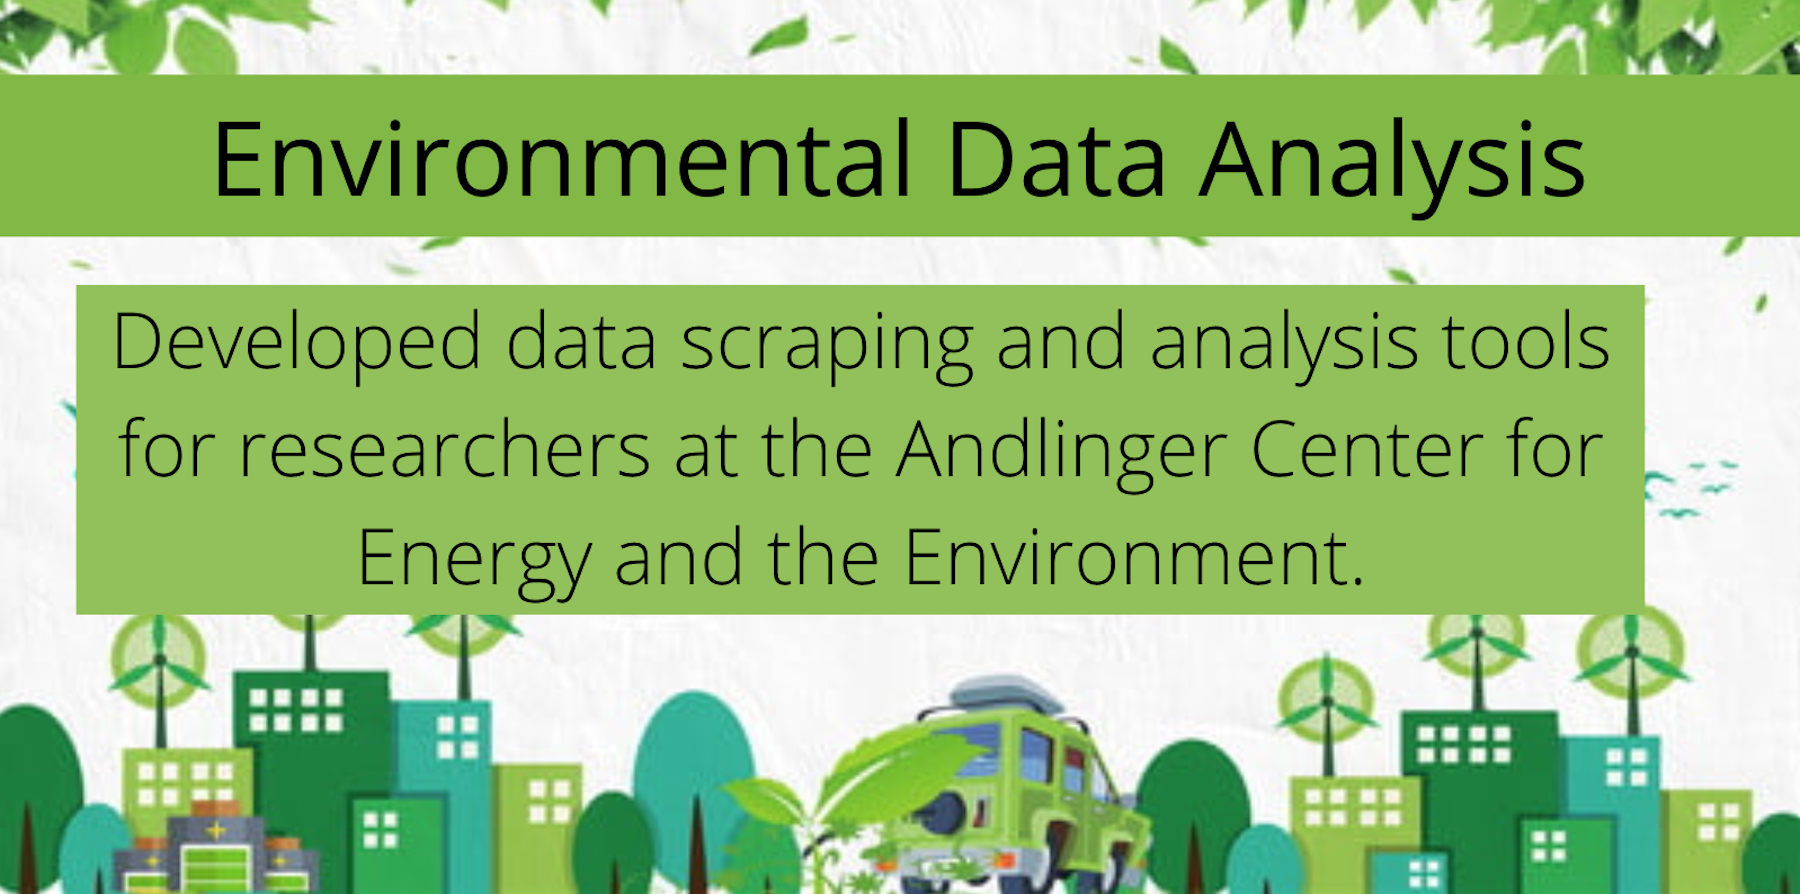 Environmental Data Analysis
Developed data scraping and analysis tools
for researchers at the Andlinger Center for
Energy and the Environment.